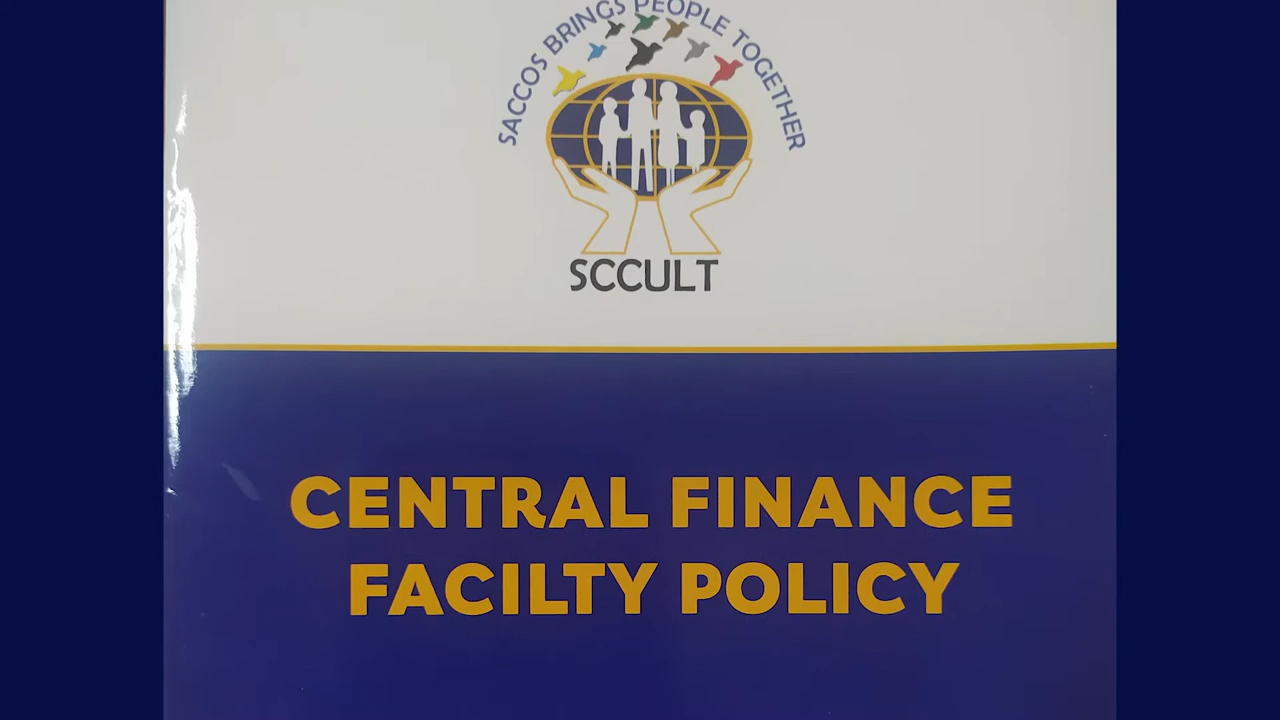 SACCOS BRINGS PEOPLE TOGETHER
SCCULT
CENTRAL FINANCE
FACILTY POLICY